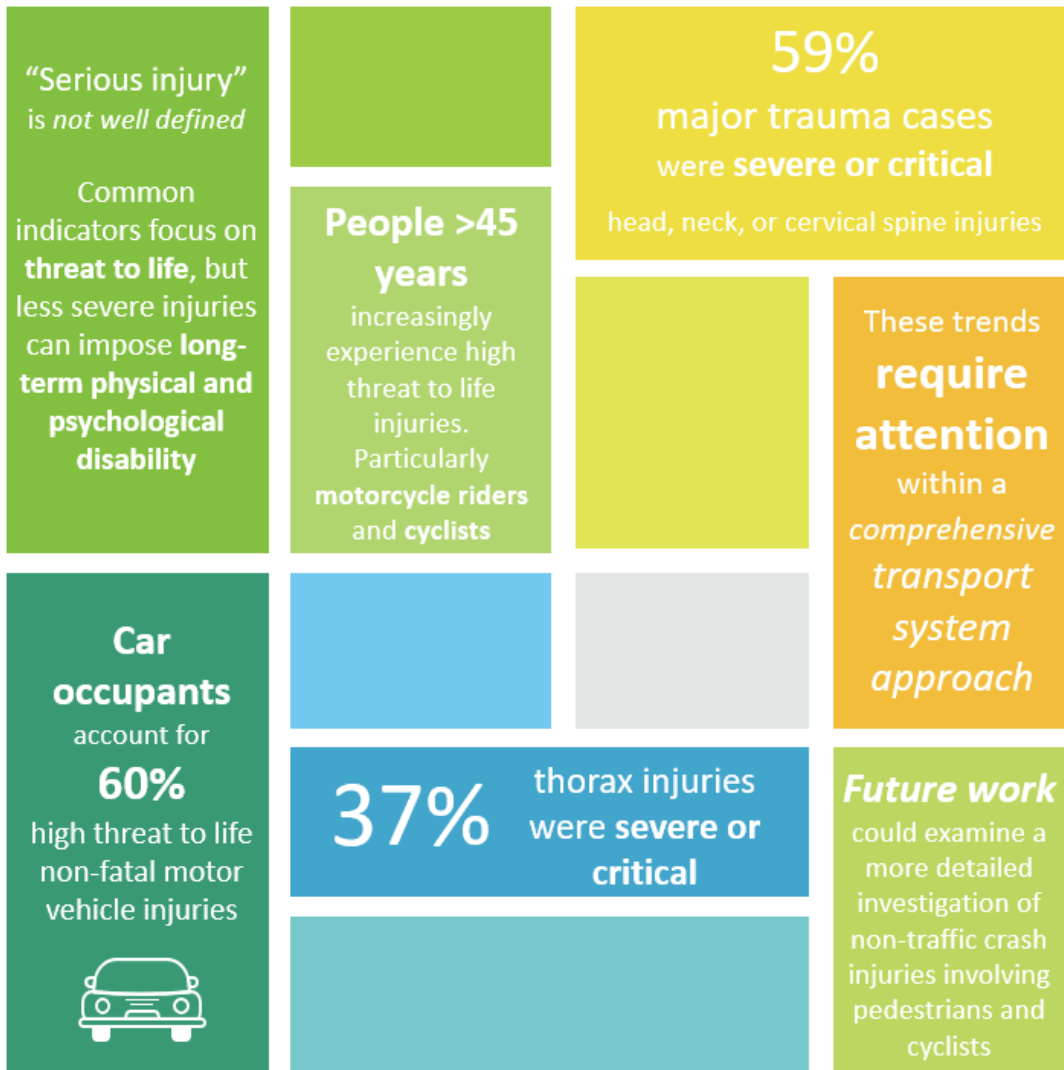 “Serious injury”
is not well defined
Common
indicators focus on
threat to life, but
less severe injuries
can impose long-
term physical and
psychological
disability
People >45
years
increasingly
experience high
threat to life
injuries.
Particularly
motorcycle riders
and cyclists
59%
major trauma cases
were severe or critical
head, neck, or cervical spine injuries
These trends
require
attention
within a
comprehensive
transport
system
approach
Car
occupants
account for
60%
high threat to life
non-fatal motor
vehicle injuries
37%
thorax injuries
were severe or
critical
Future work
could examine a
more detailed
investigation of
non-traffic crash
injuries involving
pedestrians and
cyclists